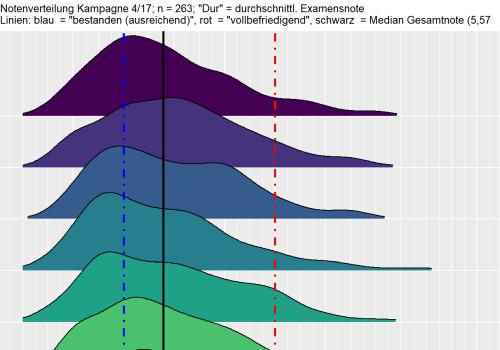 Notenverteilung Kampagne 4/17; n = 263; "Dur" = durchschnittl. Examensnote
Linien: blau  = "bestanden (ausreichend)", rot  = "vollbefriedigend", schwarz  = Median Gesamtnote (5,57